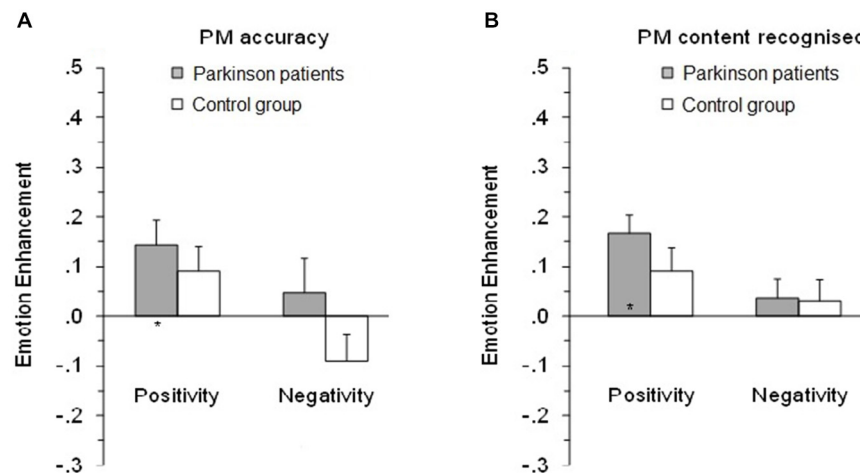 A
PM accuracy
Parkinson patients
Control group
Emotion Enhancement
.5
.4
.3
.2
.1
.0
-.1
-.2
-.3
*
Positivity Negativity
B
PM content recognised
Parkinson patients
Control group
Emotion Enhancement
.5
.4
.3
.2
.1
.0
-.1
-.2
-.3
*
Positivity Negativity